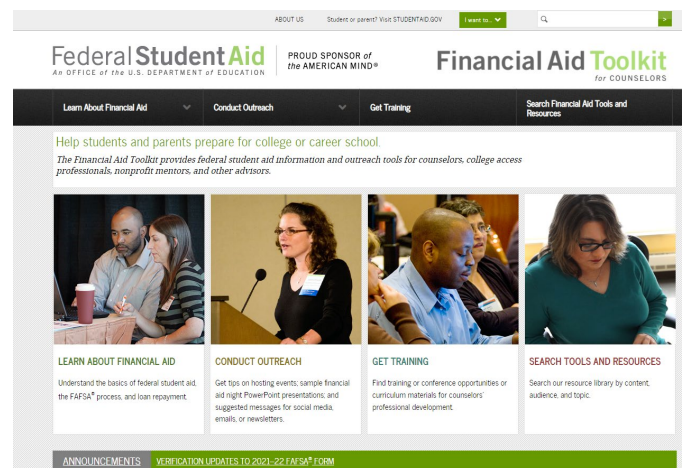 ABOUT US Student or parent? Visit STUDENTAID.GOV I want to...
Federal Student Aid
An OFFICE of the U.S. DEPARTMENT of EDUCATION
PROUD SPONSOR of
the AMERICAN MIND®
Financial Aid Toolkit
for COUNSELORS
Learn About Financial Aid Conduct Outreach Get Training Search Financial Aid Tools and
Resources
Help students and parents prepare for college or career school.
The Financial Aid Toolkit provides federal student aid information and outreach tools for counselors, college access
professionals, nonprofit mentors, and other advisors.
LEARN ABOUT FINANCIAL AID
Understand the basics of federal student aid,
the FAFSA® process, and loan repayment.
CONDUCT OUTREACH
Get tips on hosting events; sample financial
aid night PowerPoint presentations; and
suggested messages for social media,
emails, or newsletters.
GET TRAINING
Find training or conference opportunities or
curriculum materials for counselors'
professional development.
SEARCH TOOLS AND RESOURCES
Search our resource library by content,
audience, and topic.
ANNOUNCEMENTS VERIFICATION UPDATES TO 2021–22 FAFSA® FORM